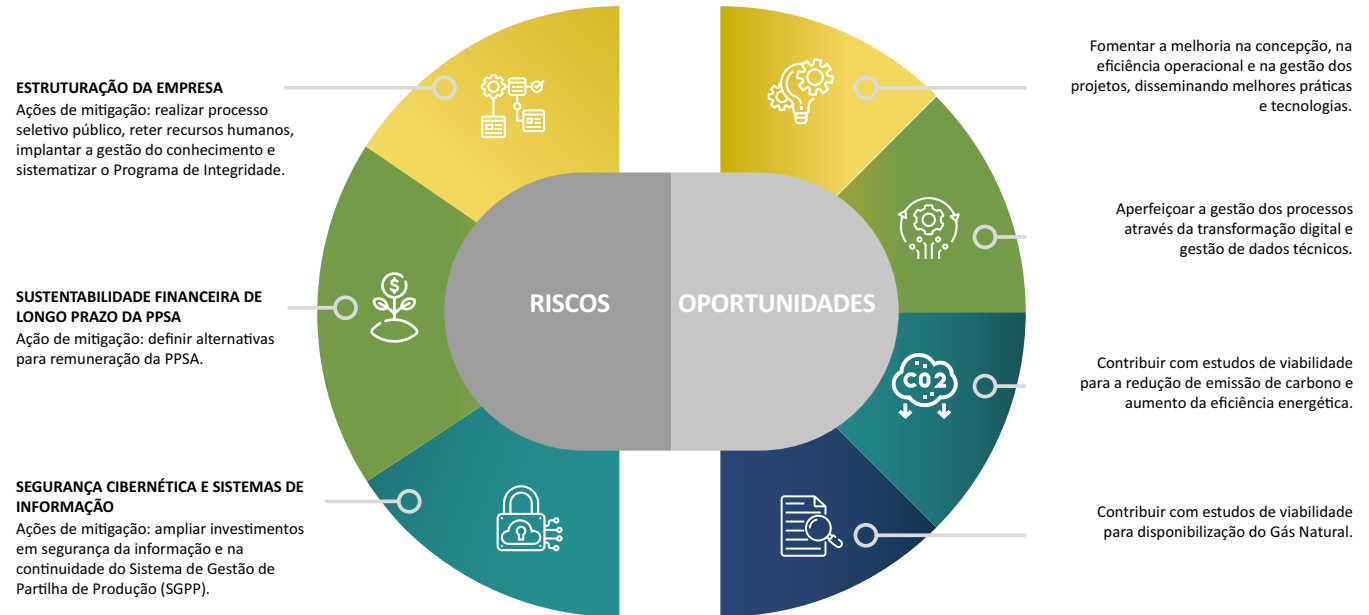 ESTRUTURAÇÃO DA EMPRESA
Ações de mitigação: realizar processo
seletivo público, reter recursos humanos,
implantar a gestão do conhecimento e
sistematizar o Programa de Integridade.
SUSTENTABILIDADE FINANCEIRA DE
LONGO PRAZO DA PPSA
Ação de mitigação: definir alternativas
para remuneração da PPSA.
SEGURANÇA CIBERNÉTICA E SISTEMAS DE
INFORMAÇÃO
Ações de mitigação: ampliar investimentos
em segurança da informação e na
continuidade do Sistema de Gestão de
Partilha de Produção (SGPP).
$
RISCOS
OPORTUNIDADES
CO2
Fomentar a melhoria na concepção, na
eficiência operacional e na gestão dos
projetos, disseminando melhores práticas
e tecnologias.
Aperfeiçoar a gestão dos processos
através da transformação digital e
gestão de dados técnicos.
Contribuir com estudos de viabilidade
para a redução de emissão de carbono e
aumento da eficiência energética.
Contribuir com estudos de viabilidade
para disponibilização do Gás Natural.